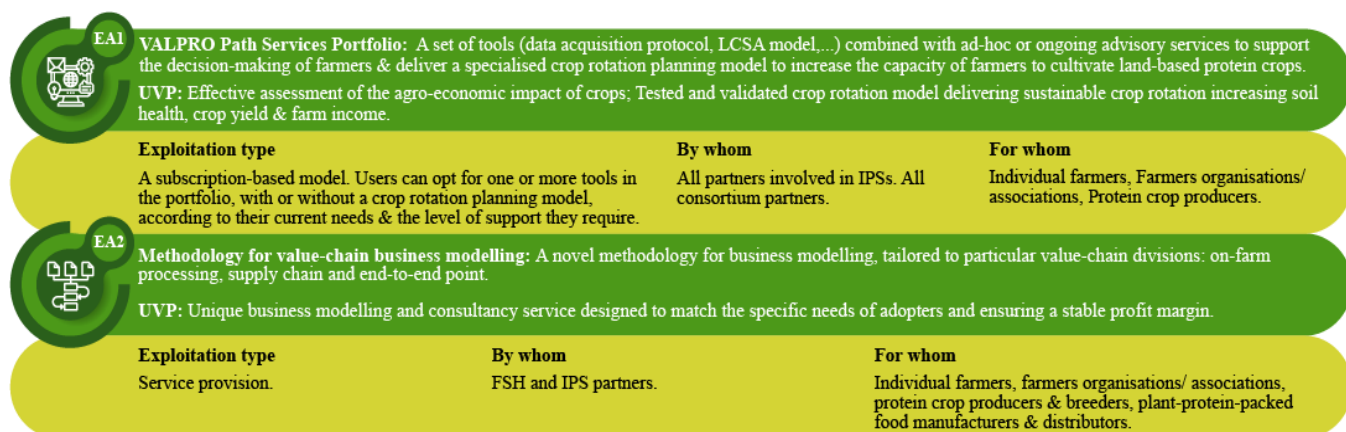 EA1
VALPRO Path Services Portfolio: A set of tools (data acquisition protocol, LCSA model,...) combined with ad-hoc or ongoing advisory services to support
the decision-making of farmers & deliver a specialised crop rotation planning model to increase the capacity of farmers to cultivate land-based protein crops.
UVP: Effective assessment of the agro-economic impact of crops; Tested and validated crop rotation model delivering sustainable crop rotation increasing soil
health, crop yield & farm income.
Exploitation type
A subscription-based model. Users can opt for one or more tools in
the portfolio, with or without a crop rotation planning model,
according to their current needs & the level of support they require.
By whom
All partners involved in IPSs. All
consortium partners.
For whom
Individual farmers, Farmers organisations/
associations, Protein crop producers.
EA2
Methodology for value-chain business modelling: A novel methodology for business modelling, tailored to particular value-chain divisions: on-farm
processing, supply chain and end-to-end point.
UVP: Unique business modelling and consultancy service designed to match the specific needs of adopters and ensuring a stable profit margin.
Exploitation type
Service provision.
By whom
FSH and IPS partners.
For whom
Individual farmers, farmers organisations/ associations,
protein crop producers & breeders, plant-protein-packed
food manufacturers & distributors.